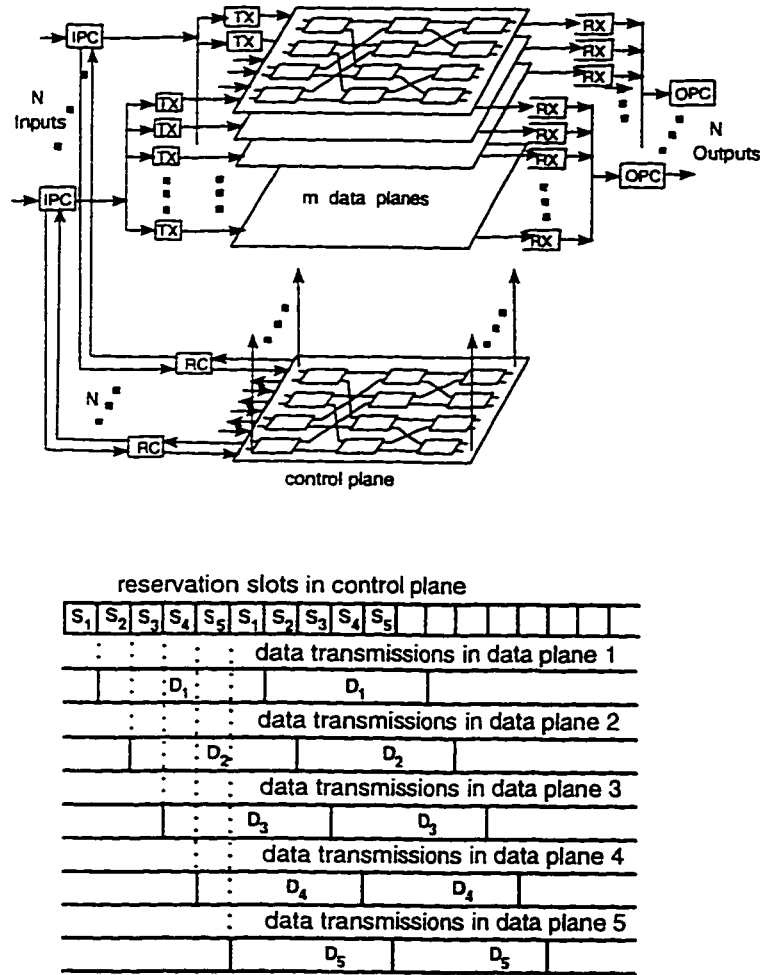 IPC
TX
TX
RX
RX
RX
N
Inputs
TX
TX
TX
TX
RX
RX
RX
RX
OPC
N
Outputs
IPC
OPC
m data planes
RC
N
RC
control plane
reservation slots in control plane
S1 S2 S3 S4 S5 S1 S2 S3 S4 S5
data transmissions in data plane 1
D1 D1
data transmissions in data plane 2
D2 D2
data transmissions in data plane 3
D3 D3
data transmissions in data plane 4
D4 D4
data transmissions in data plane 5
D5 D5